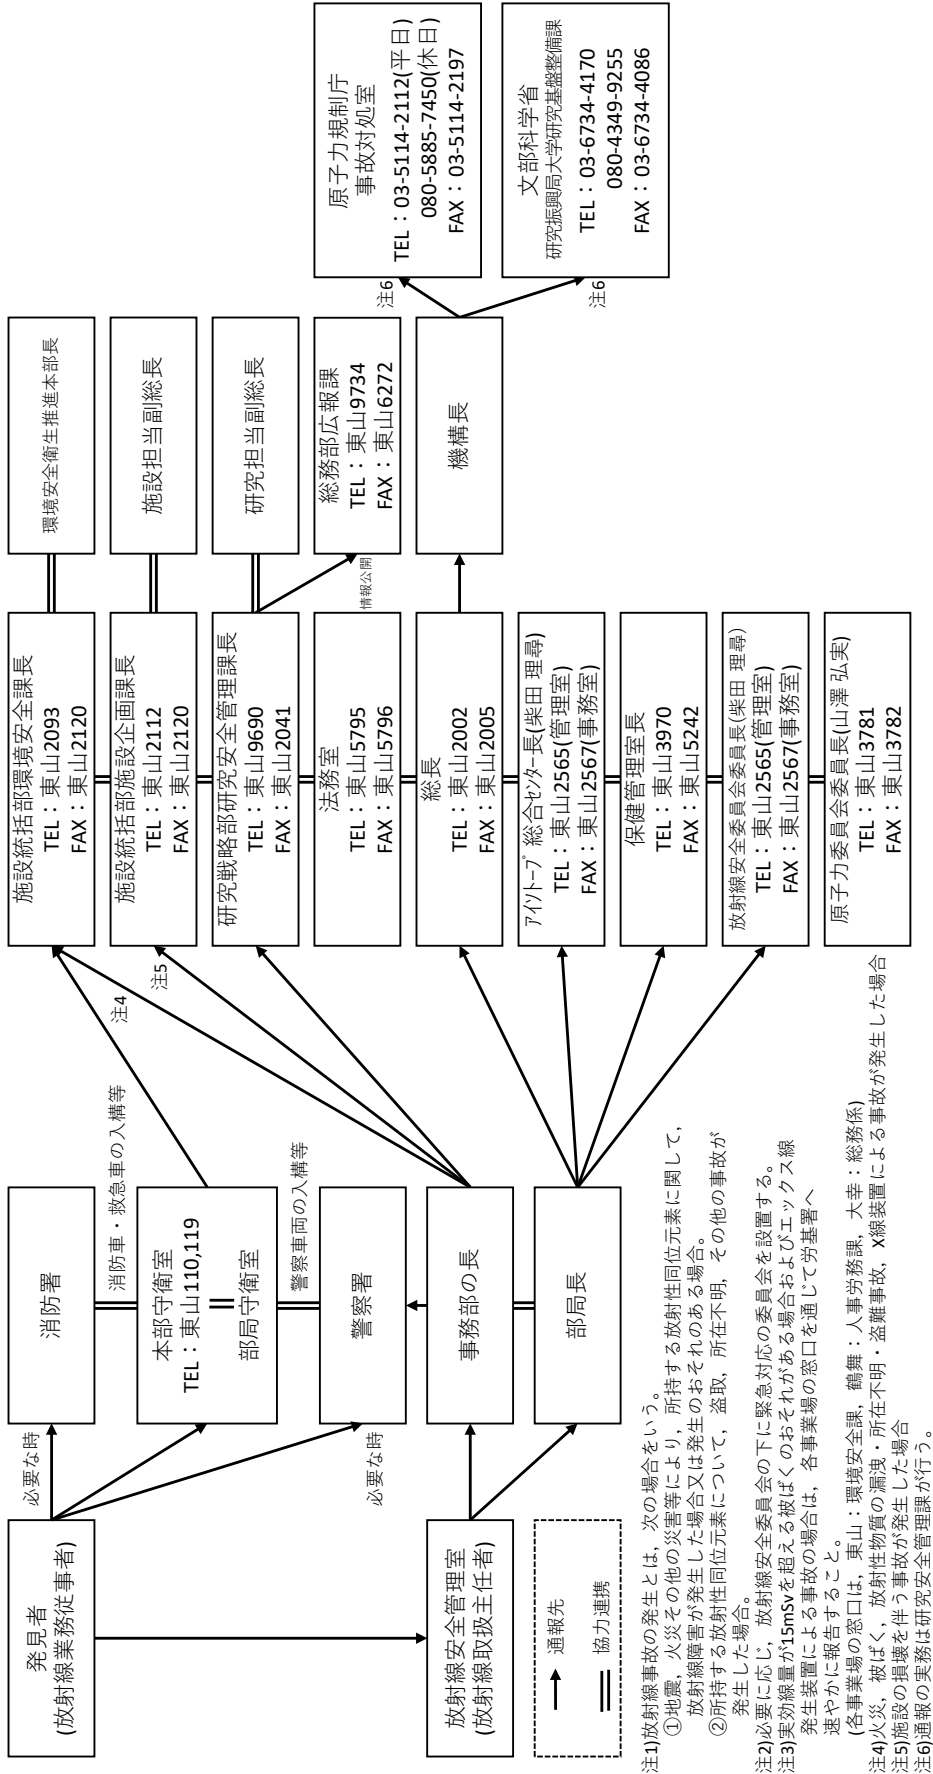 発見者
(放射線業務従事者)
放射線安全管理室
(放射線取扱主任者)
通報先
協力連携
必要な時
必要な時
消防署
消防車・救急車の入構等
本部守衛室
TEL:東山110,119
部局守衛室
警察車両の入構等
警察署
事務部の長
部局長
注4
注5
施設統括部環境安全課長
TEL:東山2093
FAX:東山2120
施設統括部施設企画課長
TEL:東山2112
FAX:東山2120
研究戦略部研究安全管理課長
TEL:東山9690
FAX:東山2041
法務室
TEL:東山5795
FAX:東山5796
総長
TEL:東山2002
FAX:東山2005
アイソトープ総合センター長(柴田 理尋)
TEL:東山2565(管理室)
FAX:東山2567(事務室)
保健管理室長
TEL:東山3970
FAX:東山5242
放射線安全委員会委員長(柴田 理尋)
TEL:東山2565(管理室)
FAX:東山2567(事務室)
原子力委員会委員長(山澤 弘実)
TEL:東山3781
FAX:東山3782
情報公開
環境安全衛生推進本部長
施設担当副総長
研究担当副総長
総務部広報課
TEL:東山9734
FAX:東山6272
機構長
注6
注6
原子力規制庁
事故対処室
TEL:03-5114-2112(平日)
080-5885-7450(休日)
FAX:03-5114-2197
文部科学省
研究振興局大学研究基盤整備課
TEL:03-6734-4170
080-4349-9255
FAX:03-6734-4086
注1)放射線事故の発生とは、次の場合をいう。
①地震,火災その他の災害等により,所持する放射性同位元素に関して,
放射線障害が発生した場合又は発生のおそれのある場合。
②所持する放射性同位元素について,盗取,所在不明,その他の事故が
発生した場合。
注2)必要に応じ,放射線安全委員会の下に緊急対応の委員会を設置する。
注3)実効線量が15mSvを超える被ばくのおそれがある場合およびエックス線
発生装置による事故の場合は,各事業場の窓口を通じて労基署へ
速やかに報告すること。
(各事業場の窓口は,東山:環境安全課,鶴舞:人事労務課,大幸:総務係)
注4)火災,被ばく,放射性物質の漏洩・所在不明・盗難事故,X線装置による事故が発生した場合
注5)施設の損壊を伴う事故が発生した場合
注6)通報の実務は研究安全管理課が行う。